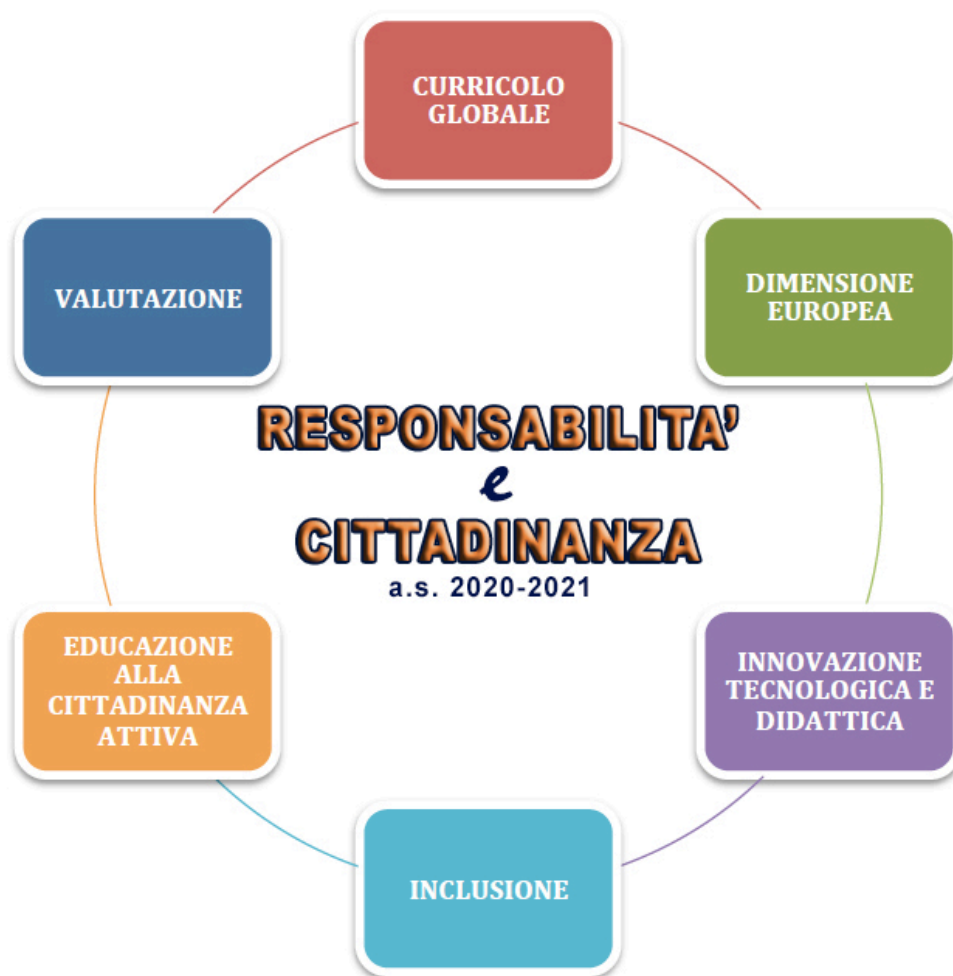 CURRICOLO
GLOBALE
DIMENSIONE
EUROPEA
INNOVAZIONE
TECNOLOGICA E
DIDATTICA
INCLUSIONE
EDUCAZIONE
ALLA
CITTADINANZA
ATTIVA
VALUTAZIONE
RESPONSABILITA'
e
CITTADINANZA
a.s. 2020-2021